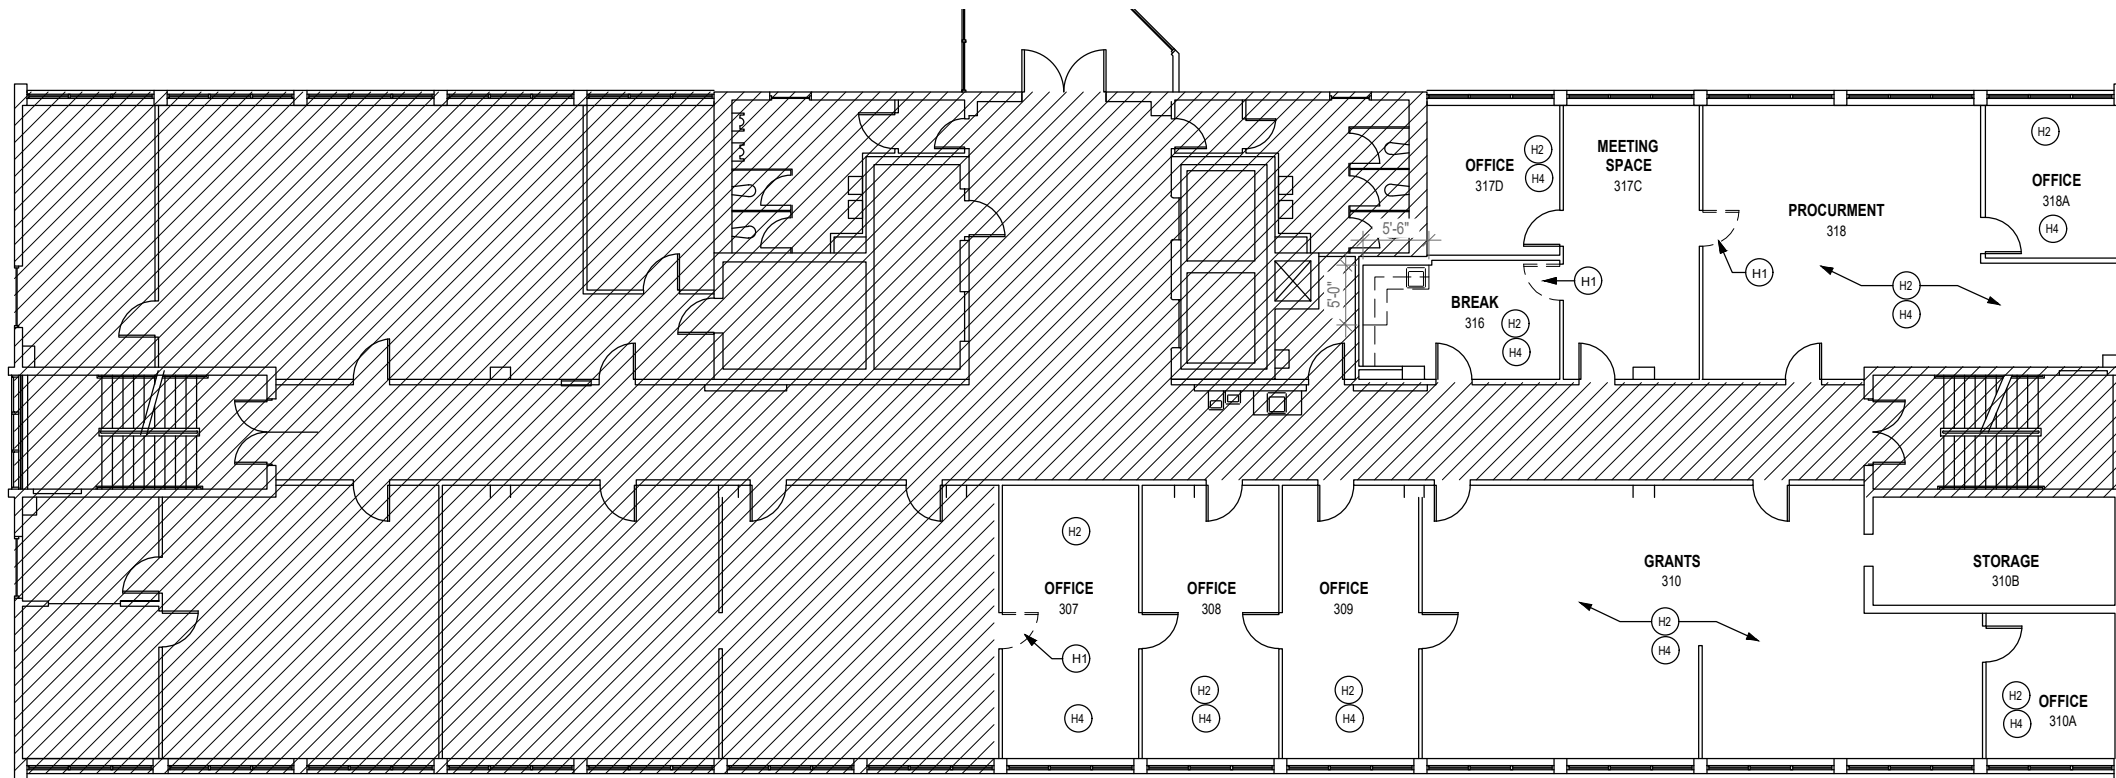 OFFICE
317D
H2
H4
MEETING
SPACE
317C
PROCURMENT
318
H2
OFFICE
318A
H4
5'-6"
5'-0"
BREAK
316
H2
H4
H1
H1
H2
H4
H2
OFFICE
307
H1
H4
OFFICE
308
H2
H4
OFFICE
309
H2
H4
GRANTS
310
H2
H4
STORAGE
310B
H2
H4
OFFICE
310A